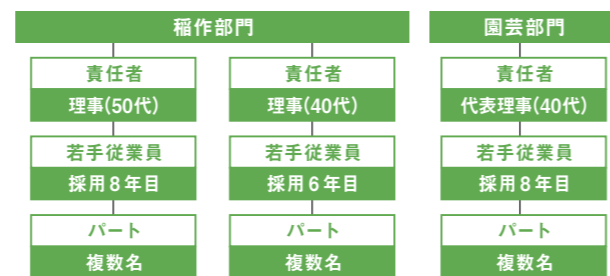 稲作部門
園芸部門
責任者
理事(50代)
責任者
理事(40代)
責任者
代表理事(40代)
若手従業員
採用8年目
若手従業員
採用6年目
若手従業員
採用8年目
パート
複数名
パート
複数名
パート
複数名